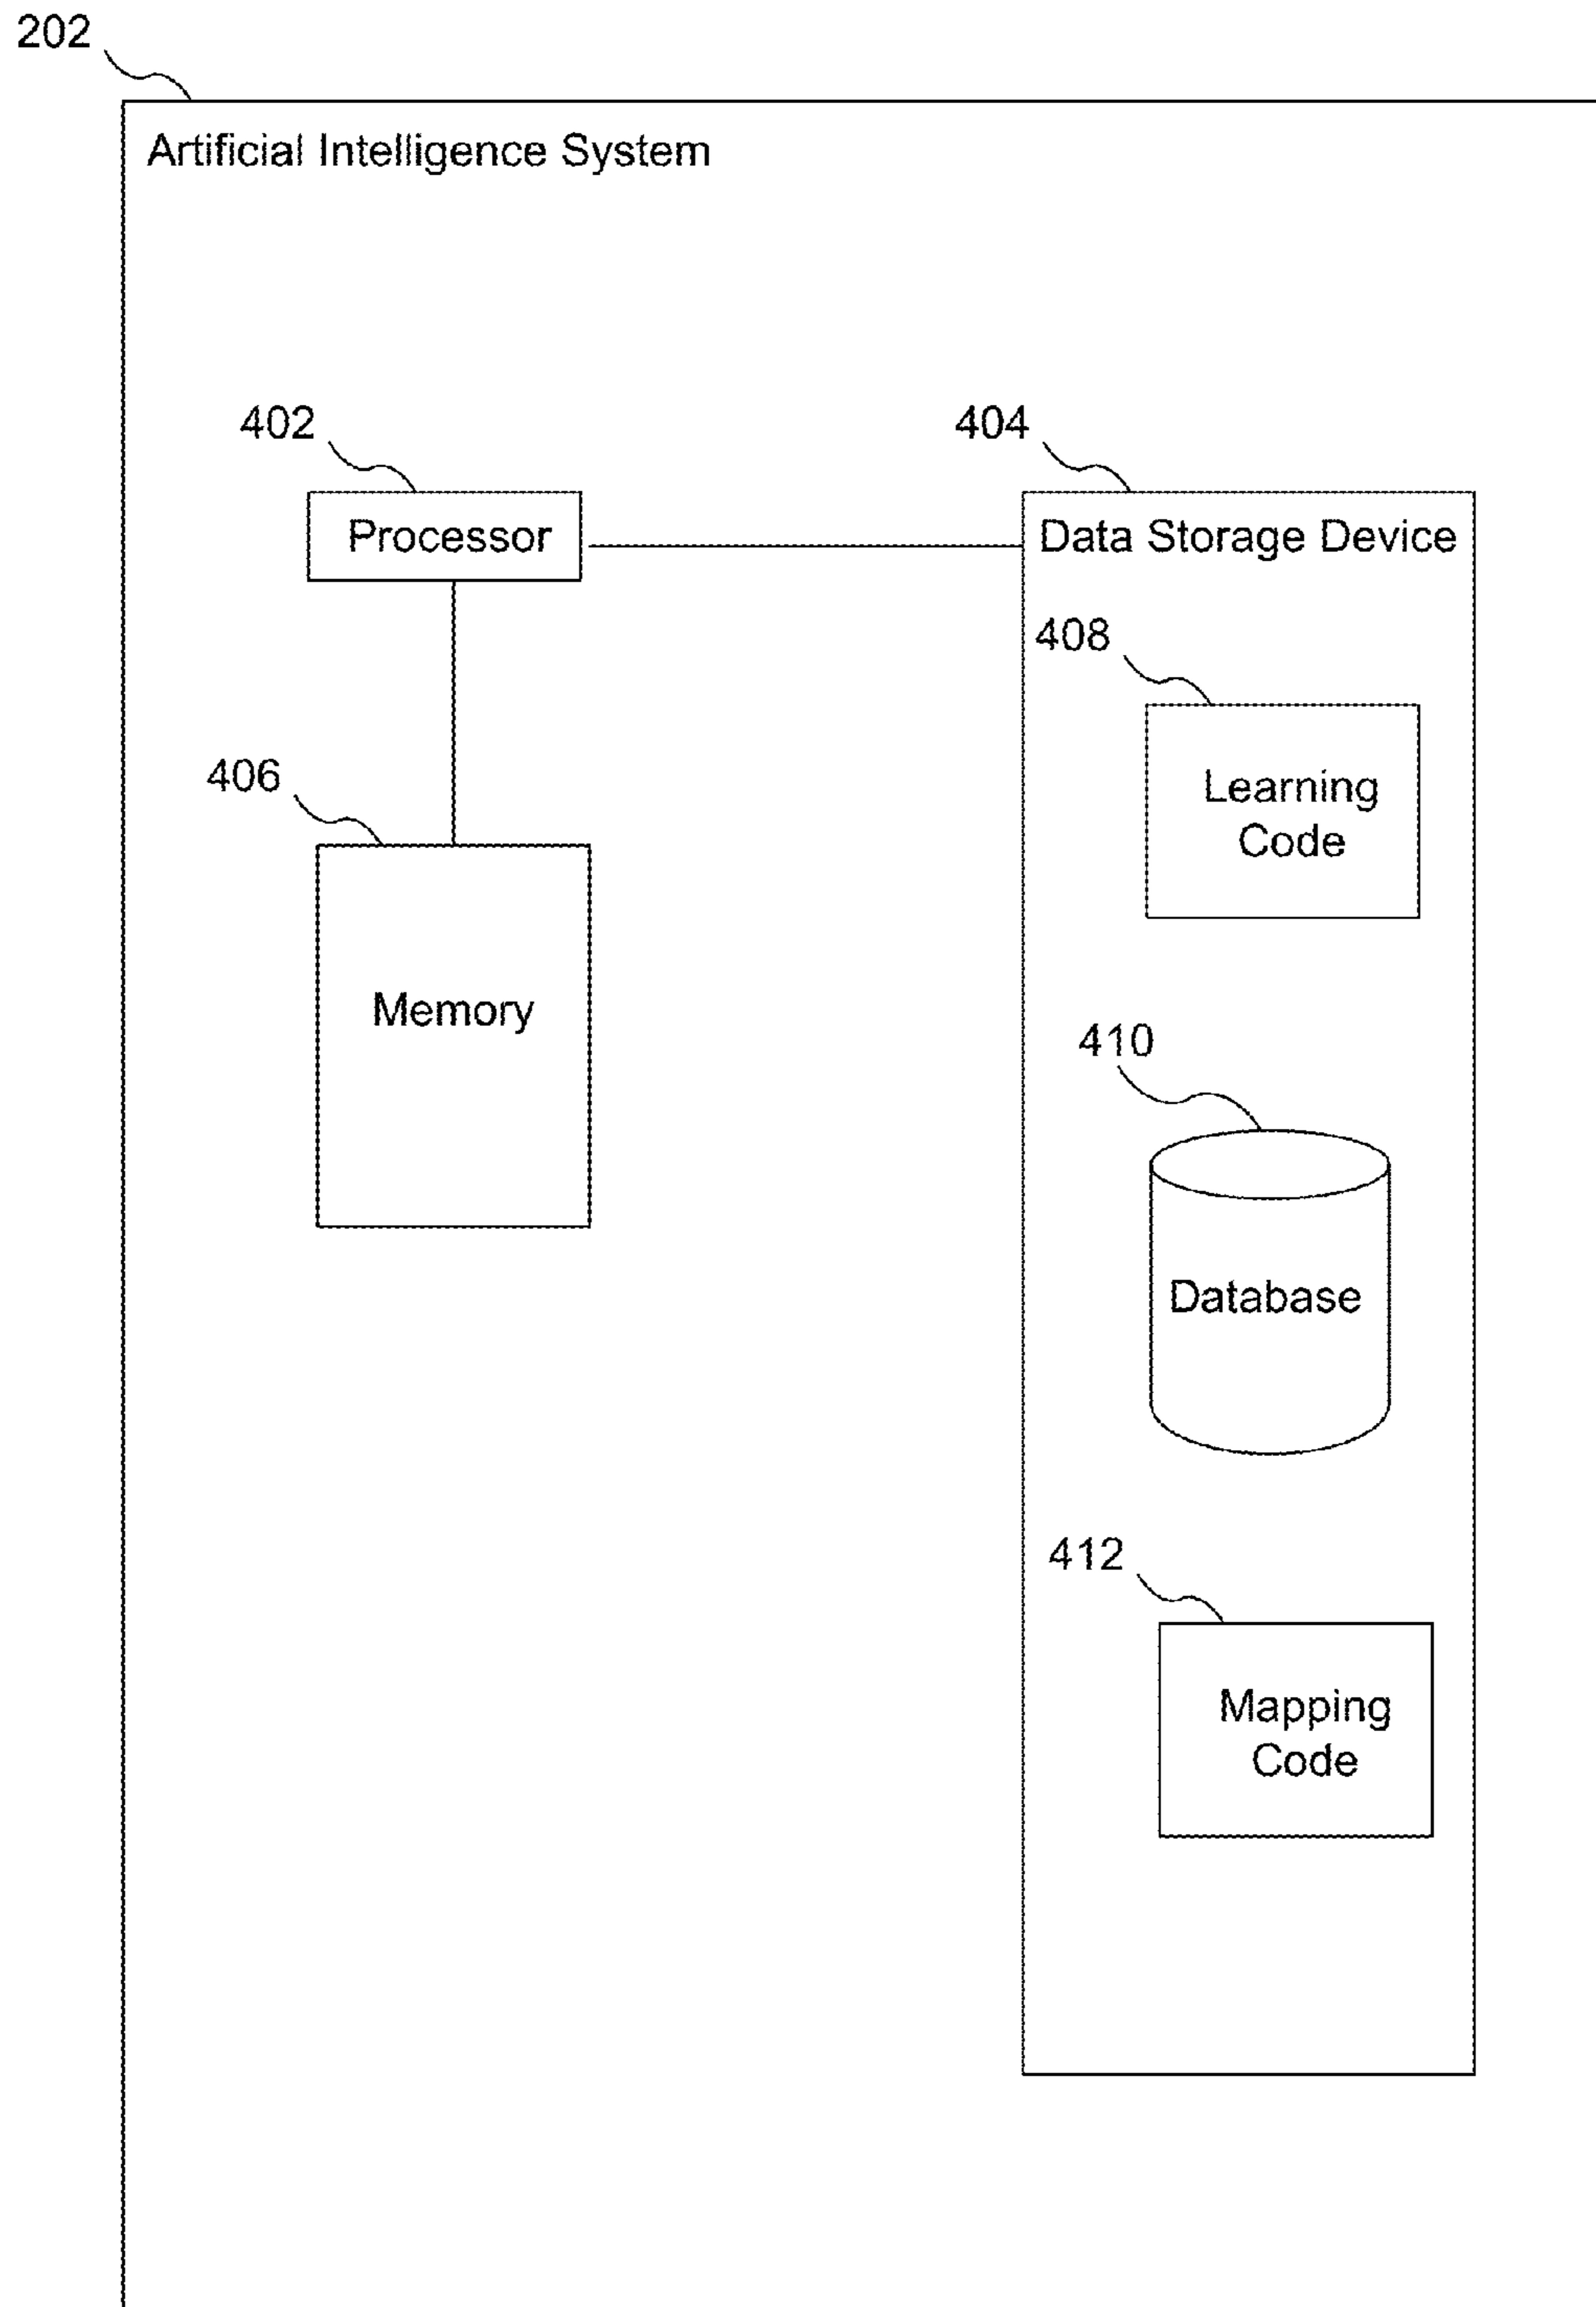 202
Artificial Intelligence System
402
404
Processor
Data Storage Device
408
Learning
Code
406
Memory
410
Database
412
Mapping
Code